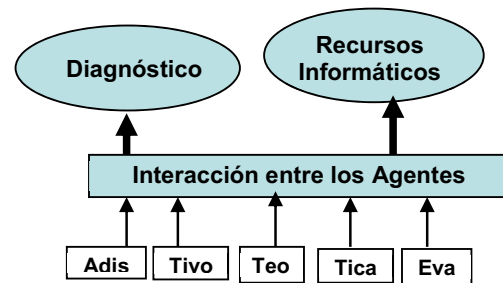 Diagnóstico
Recursos
Informáticos
Interacción entre los Agentes
Adis
Tivo
Teo
Tica
Eva